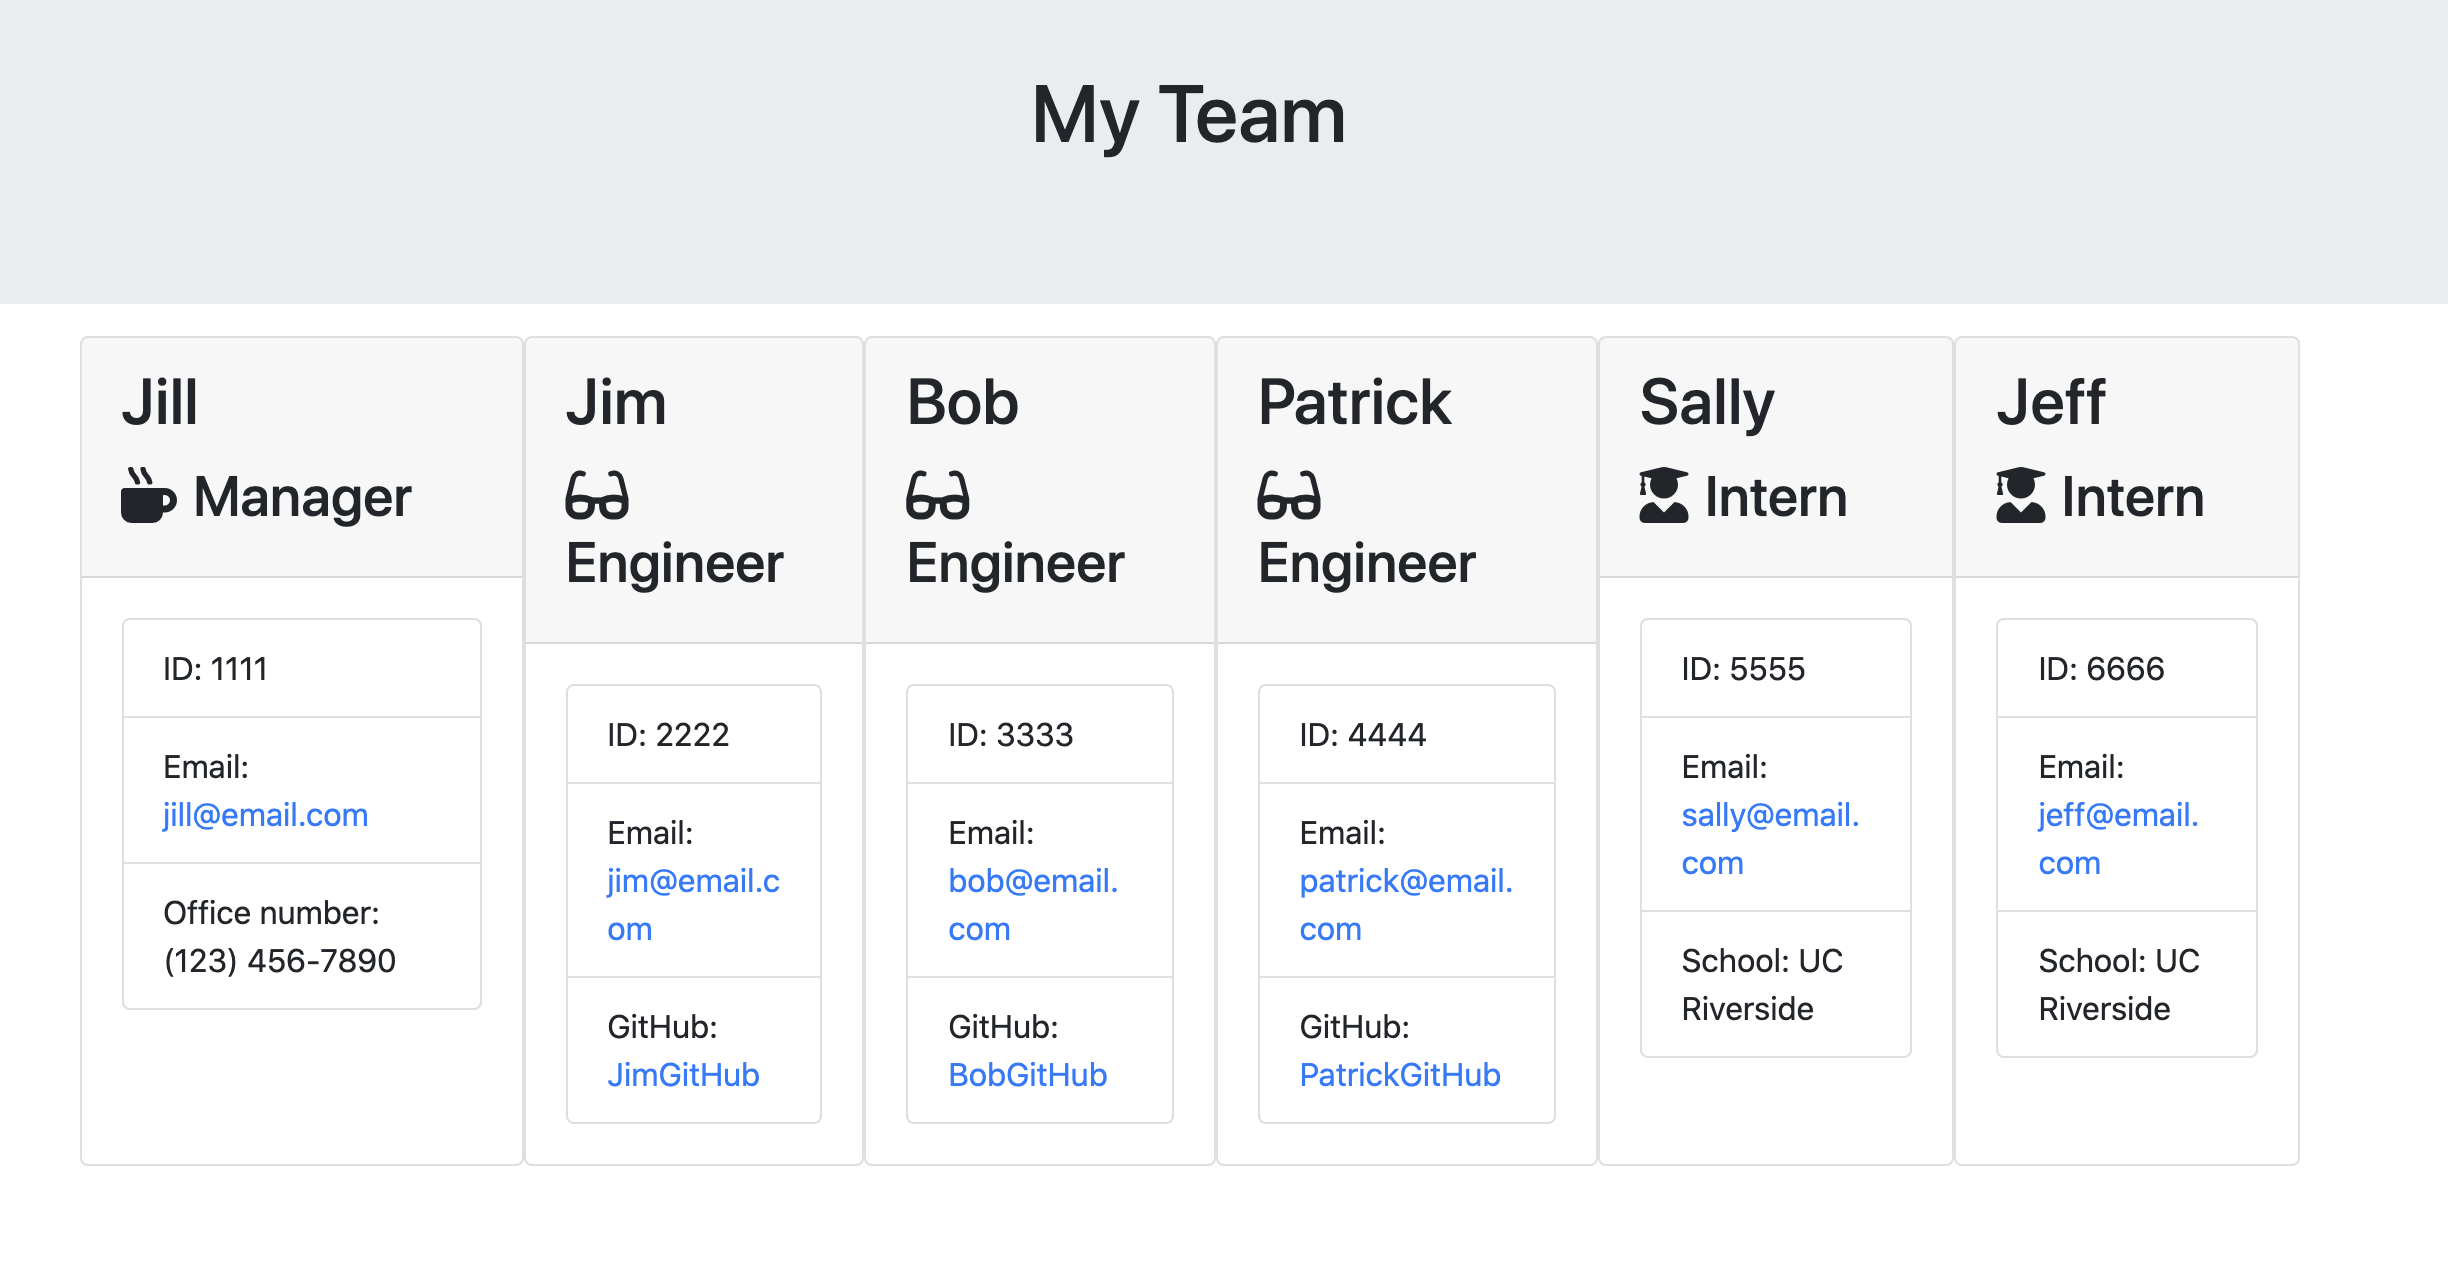 My Team
Jill
Manager
ID: 1111
Email:
jill@email.com
Office number:
(123) 456-7890
Jim
Engineer
ID: 2222
Email:
jim@email.c
om
GitHub:
JimGitHub
Bob
Engineer
ID: 3333
Email:
bob@email.
com
GitHub:
BobGitHub
Patrick
Engineer
ID: 4444
Email:
patrick@email.
com
GitHub:
PatrickGitHub
Sally
Intern
ID: 5555
Email:
sally@email.
com
School: UC
Riverside
Jeff
Intern
ID: 6666
Email:
jeff@email.
com
School: UC
Riverside